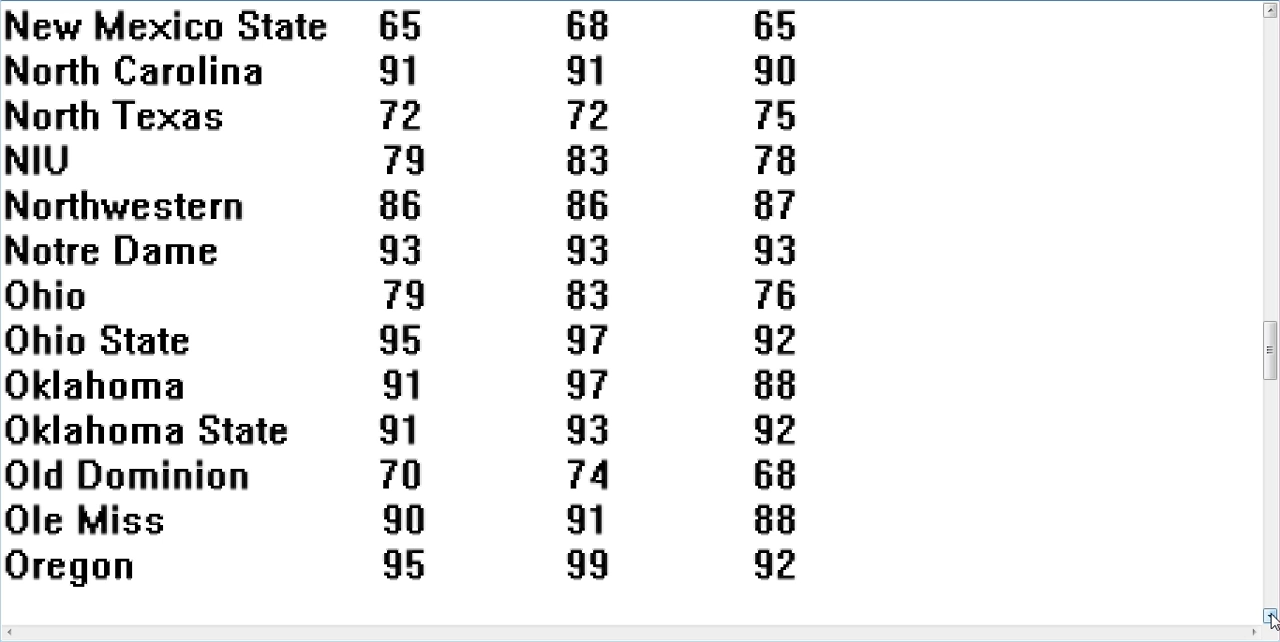 New Mexico State 65 68 65
North Carolina 91 91 90
North Texas 72 72 75
NIU 79 83 78
Northwestern 86 86 87
Notre Dame 93 93 93
Ohio 79 83 76
Ohio State 95 97 92
Oklahoma 91 97 88
Oklahoma State 91 93 92
Old Dominion 70 74 68
Ole Miss 90 91 88
Oregon 95 99 92